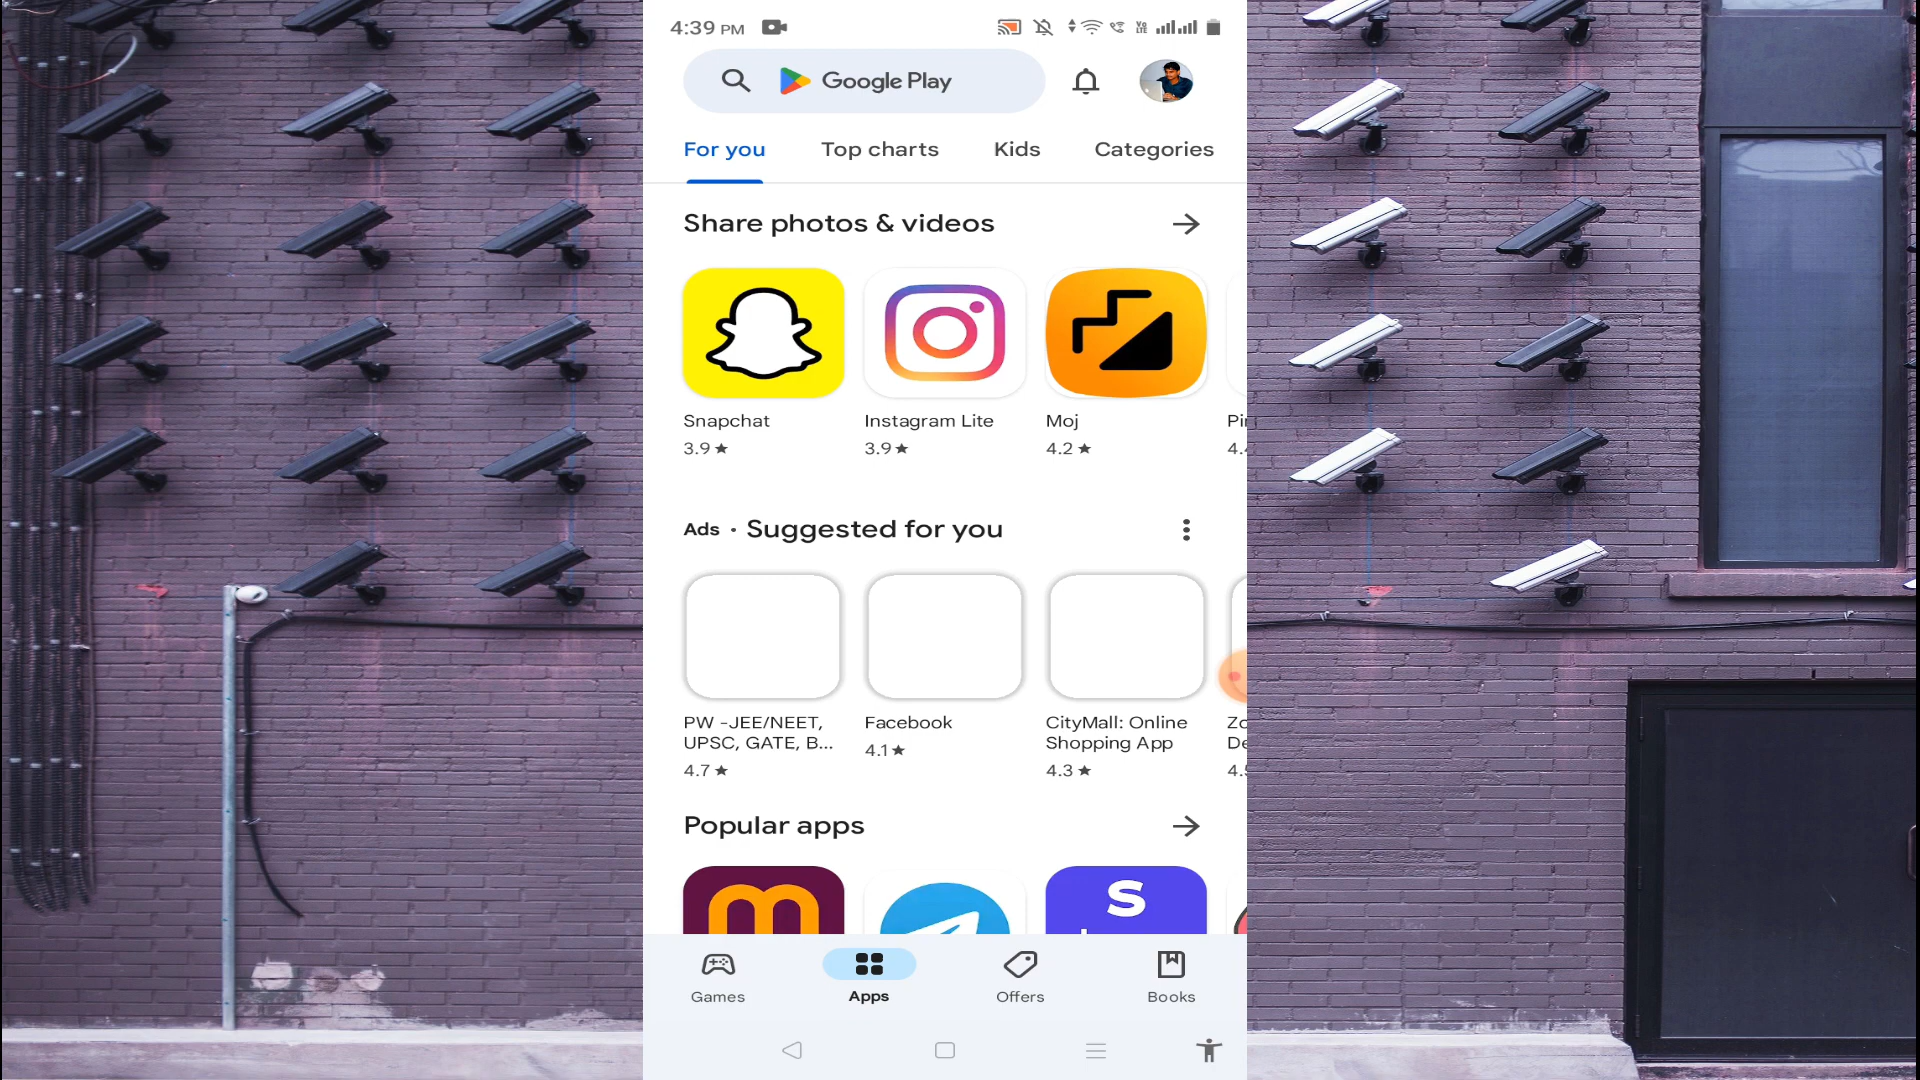 4:39 PM
Vo
LTE
Google Play
For you
Top charts
Kids
Categories
Share photos & videos
Snapchat
Instagram Lite
Moj
3.9 ★
3.9 ★
4.2 ★
Ads · Suggested for you
PW -JEE/NEET,
UPSC, GATE, B...
4.7 ★
Facebook
4.1 ★
CityMall: Online
Shopping App
4.3 ★
Popular apps
m
S
Games
Apps
Offers
Books